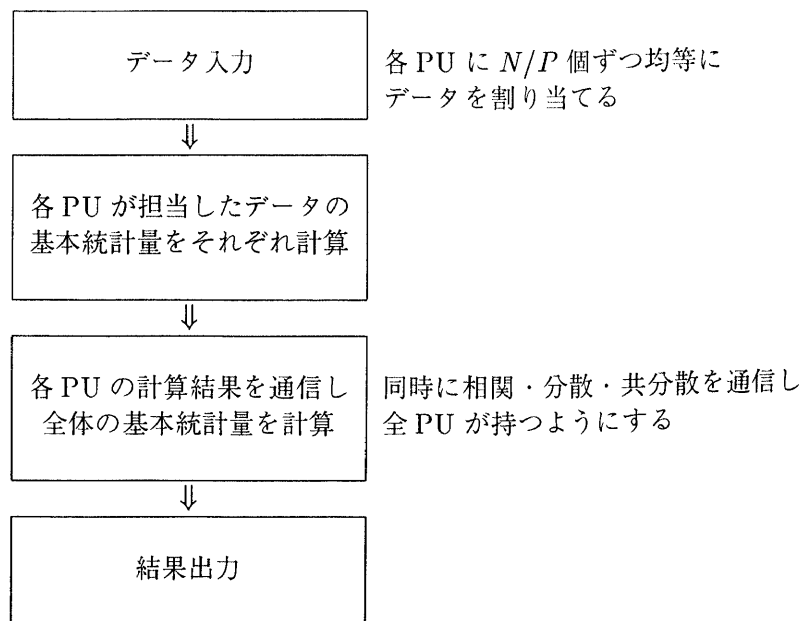 データ入力
各 PU に N/P 個ずつ均等に
データを割り当てる
⇓
各 PU が担当したデータの
基本統計量をそれぞれ計算
⇓
各 PU の計算結果を通信し
全体の基本統計量を計算
同時に相関・分散・共分散を通信し
全 PU が持つようにする
⇓
結果出力